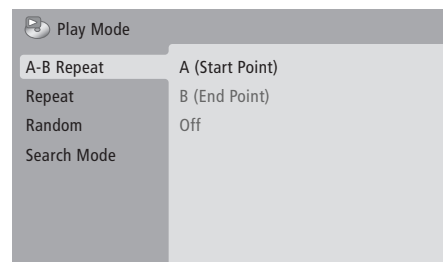 Play Mode
A-B Repeat
Repeat
Random
Search Mode
A (Start Point)
B (End Point)
Off